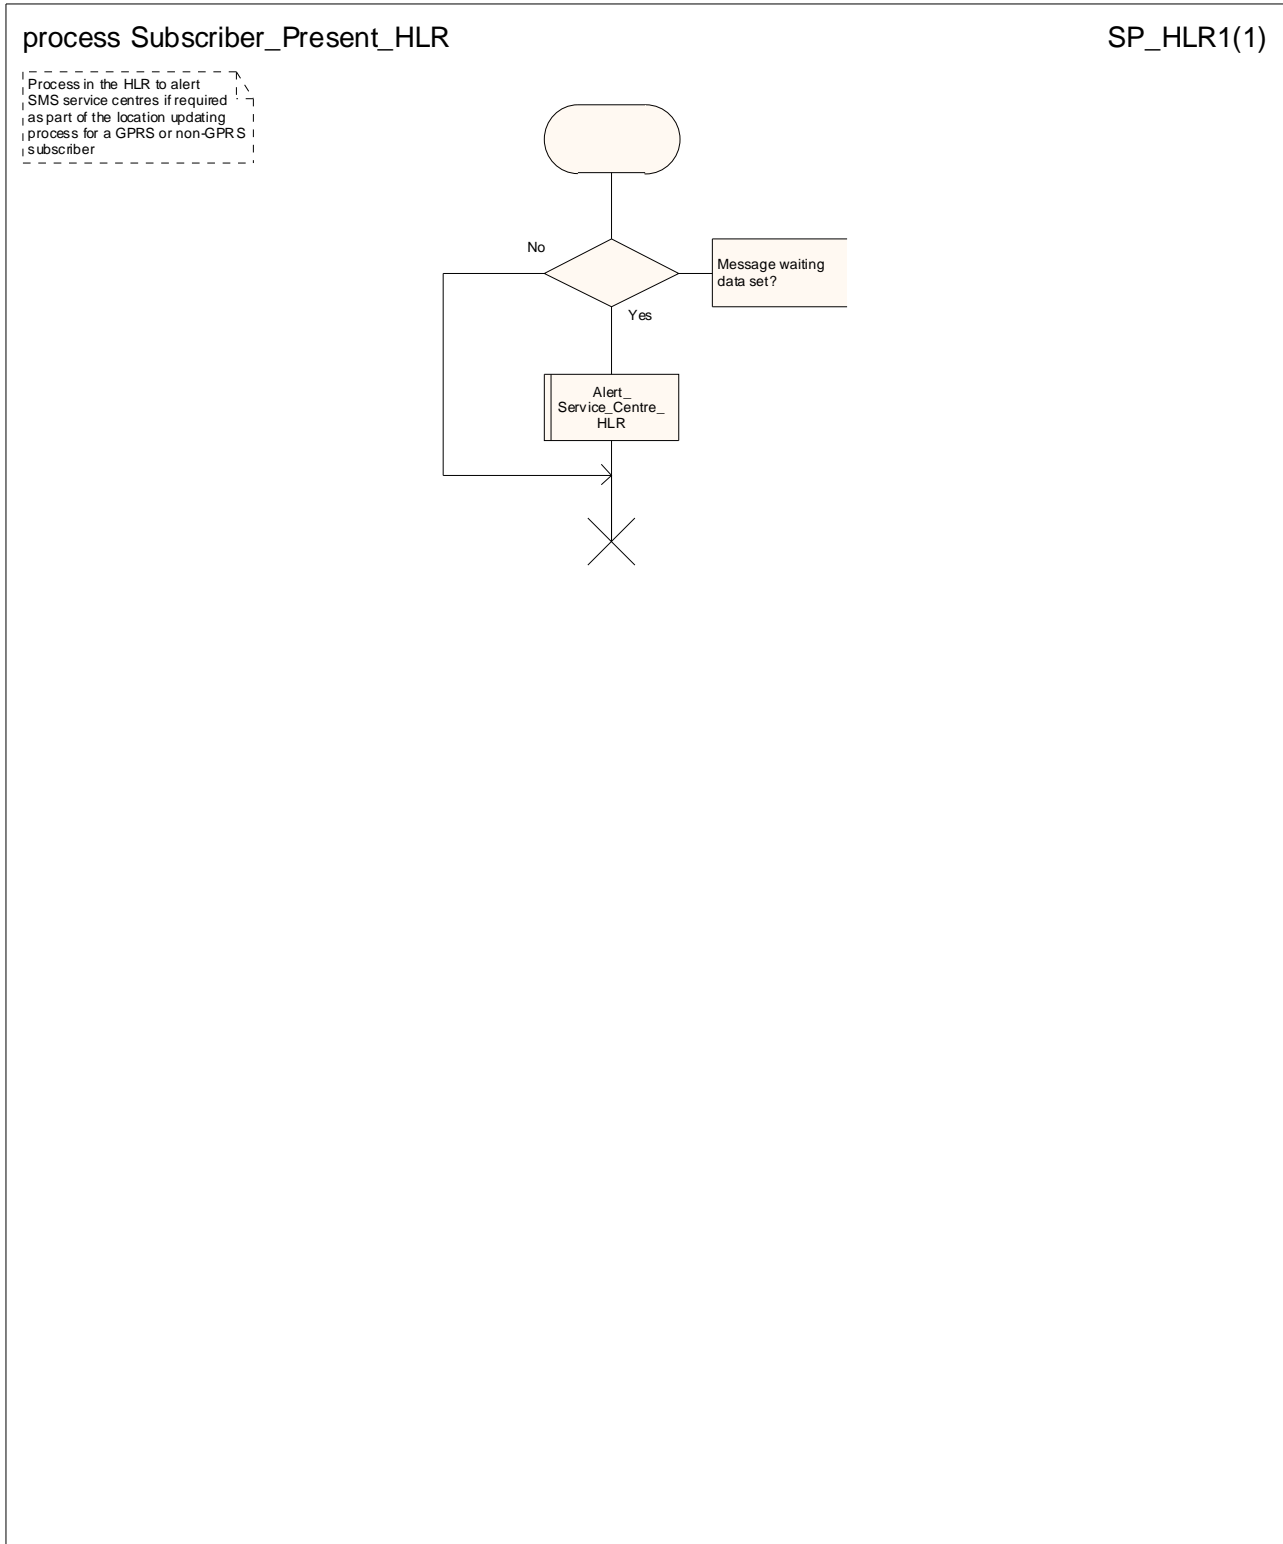 process Subscriber_Present_HLR
SP_HLR1(1)
Process in the HLR to alert
SMS service centres if required
as part of the location updating
process for a GPRS or non-GPRS
subscriber
No
Message waiting
data set?
Yes
Alert_
Service_Centre_
HLR